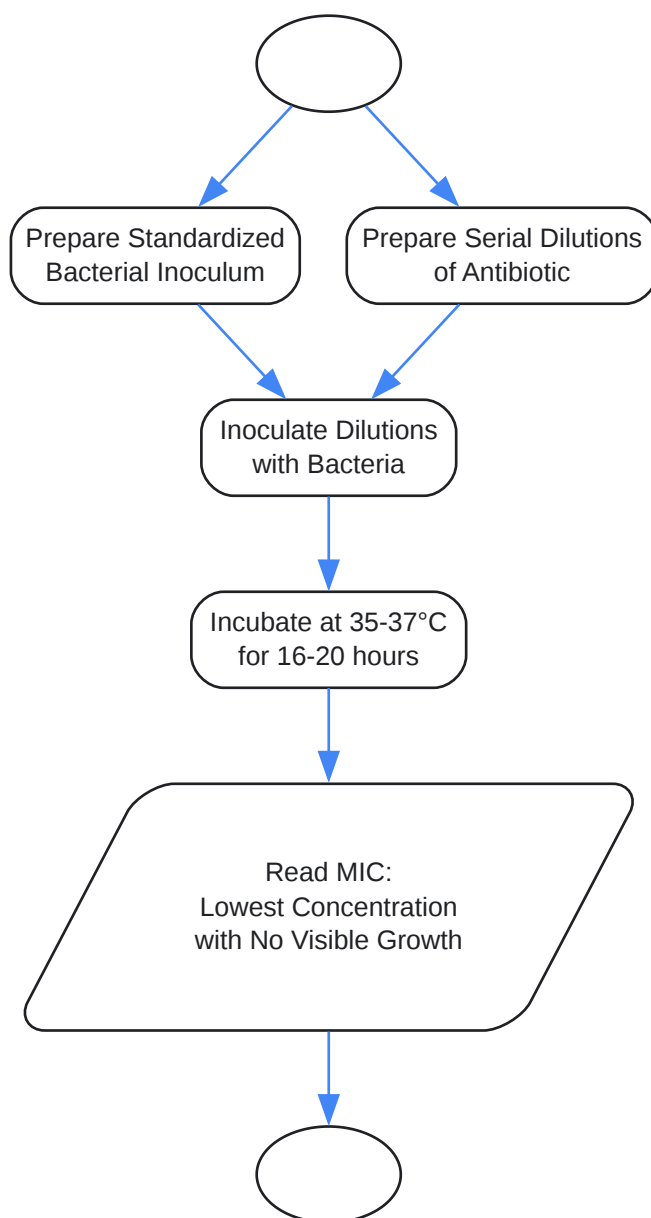 Prepare Standardized
Bacterial Inoculum
Prepare Serial Dilutions
of Antibiotic
Inoculate Dilutions
with Bacteria
Incubate at 35-37°C
for 16-20 hours
Read MIC:
Lowest Concentration
with No Visible Growth